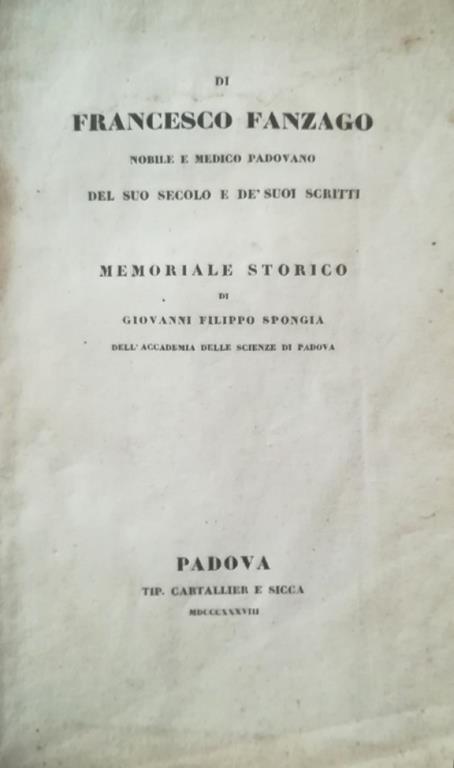 DI
FRANCESCO FANZAGO
NOBILE E MEDICO PADOVANO
DEL SUO SECOLO E DE' SUOI SCRITTI
MEMORIALE STORICO
DI
GIOVANNI FILIPPO SPONGIA
DELL'ACCADEMIA DELLE SCIENZE DI PADOVA
PADOVA
TIP. CARTALLIER E SICCA
MDCCCXXXVIII